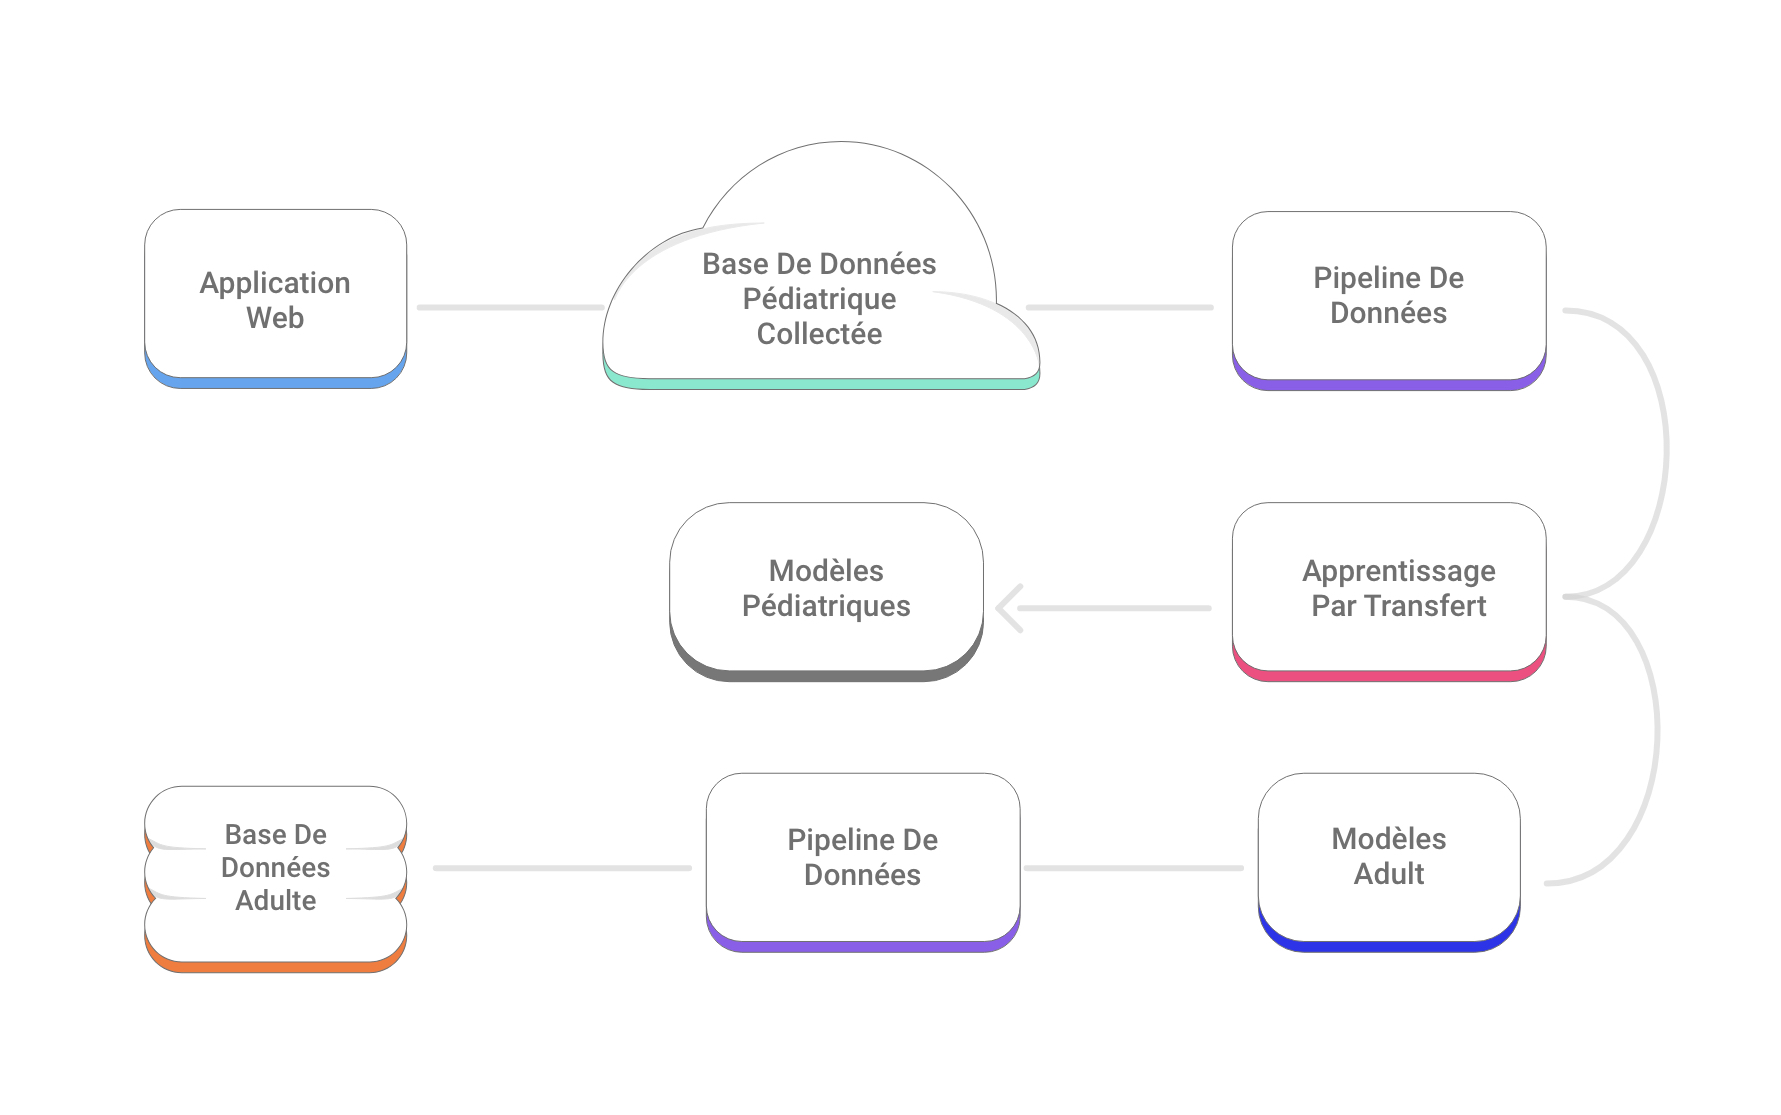 Application
Web
Base De Données
Pédiatrique
Collectée
Pipeline De
Données
Modèles
Pédiatriques
Apprentissage
Par Transfert
Base De
Données
Adulte
Pipeline De
Données
Modèles
Adult